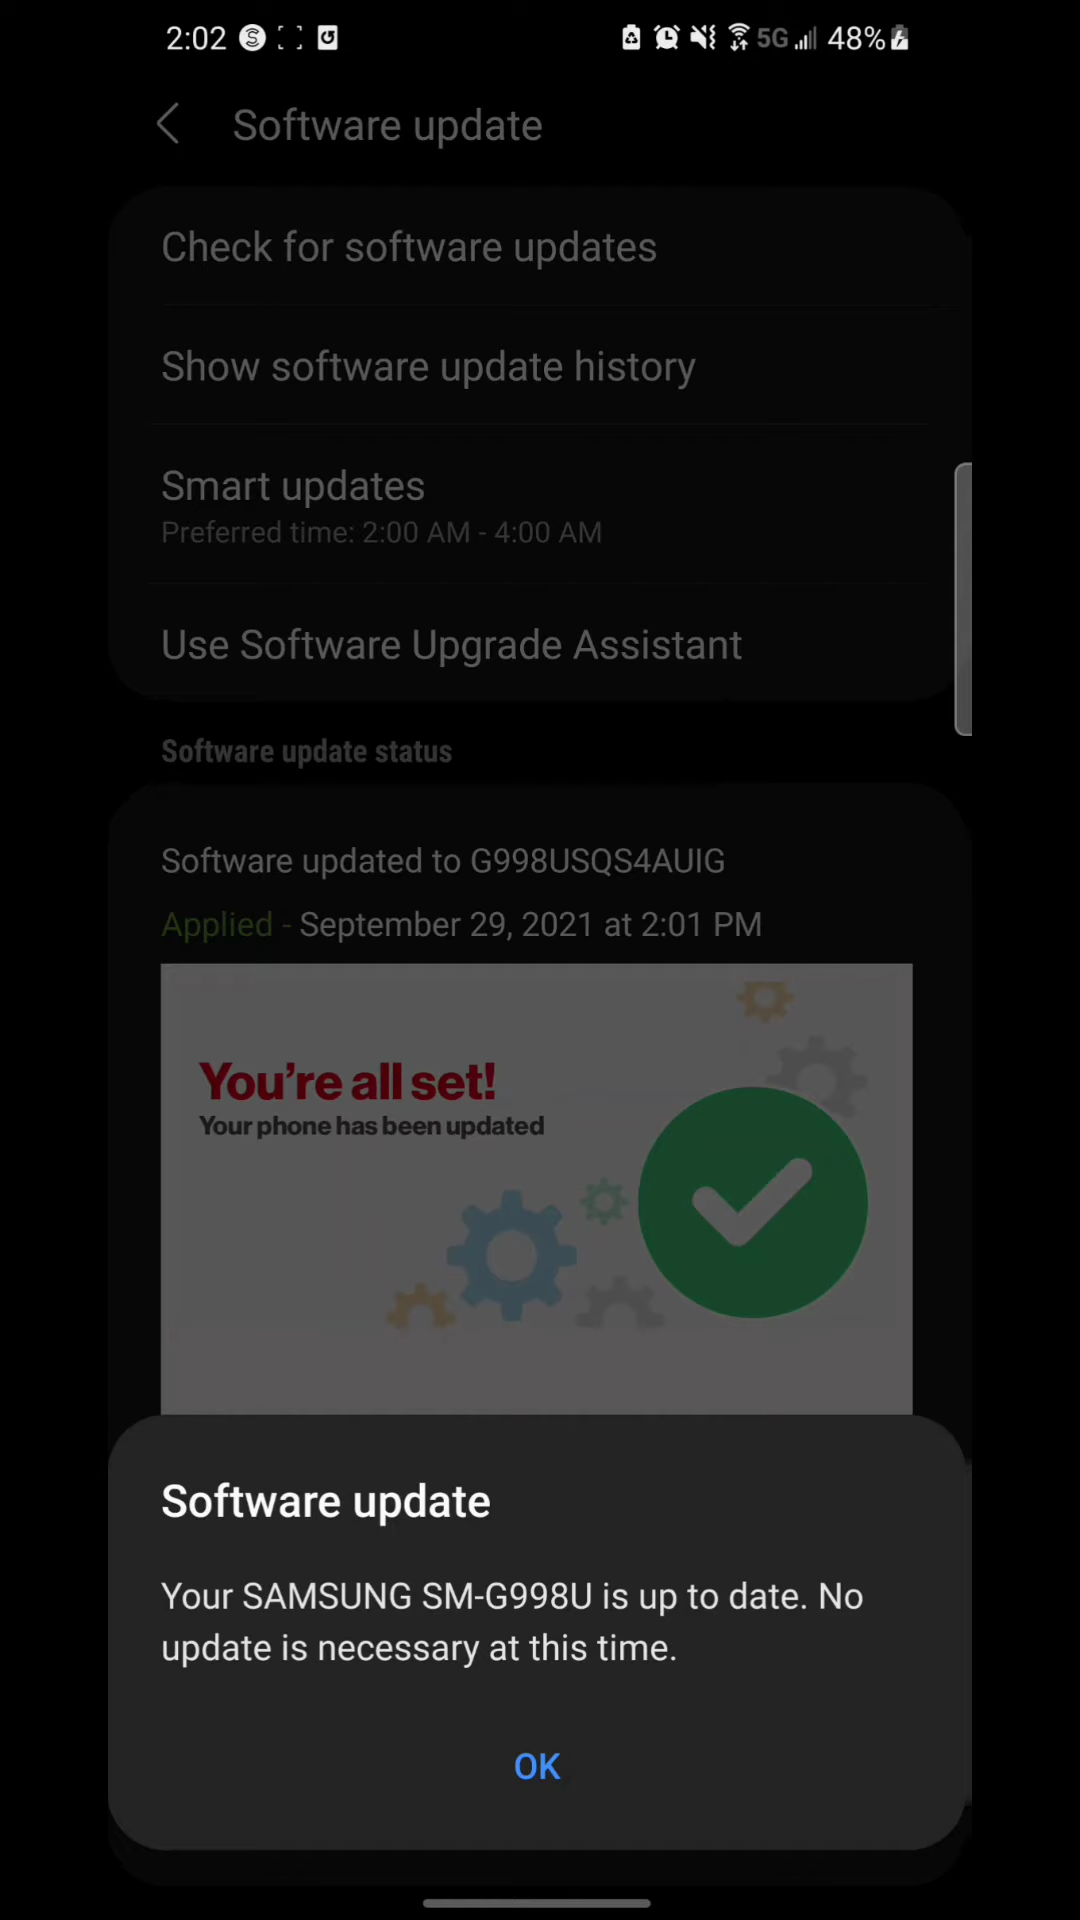 2:02 5G 48%
Software update
Check for software updates
Show software update history
Smart updates
Preferred time: 2:00 AM - 4:00 AM
Use Software Upgrade Assistant
Software update status
Software updated to G998USQS4AUIG
Applied - September 29, 2021 at 2:01 PM
You're all set!
Your phone has been updated
Software update
Your SAMSUNG SM-G998U is up to date. No
update is necessary at this time.
OK